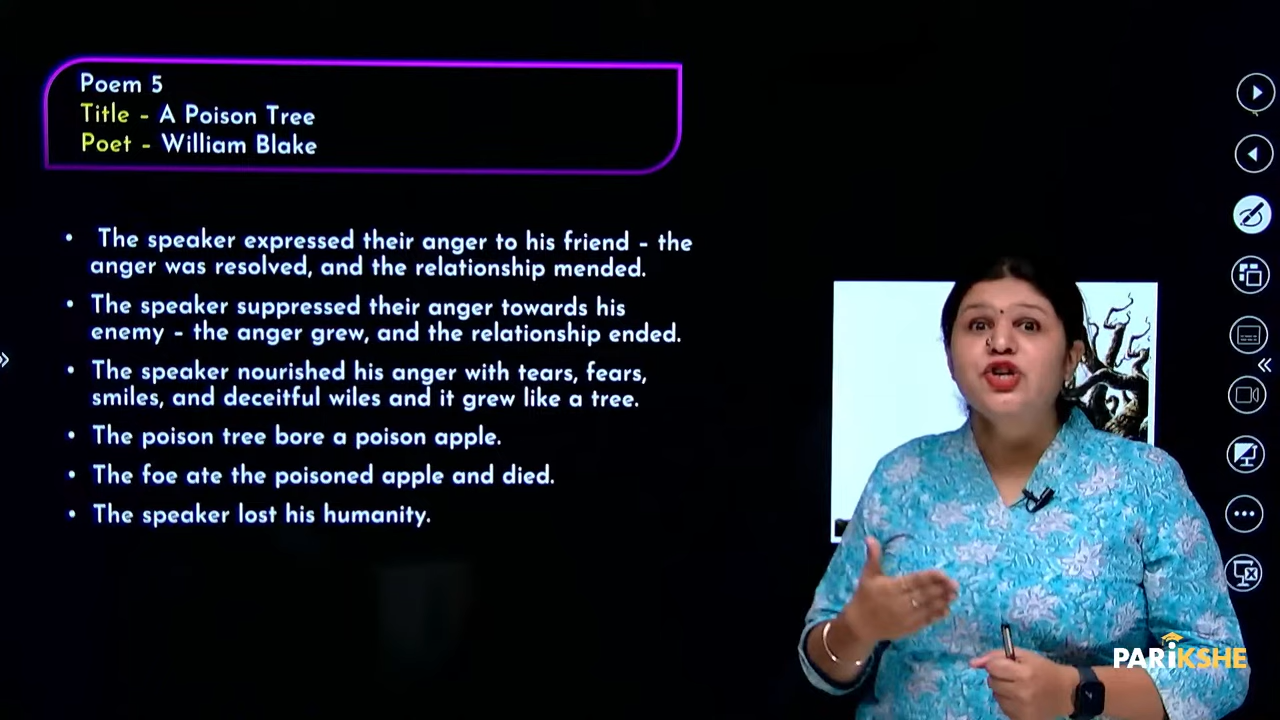 Poem 5
Title - A Poison Tree
Poet - William Blake
• The speaker expressed their anger to his friend - the
anger was resolved, and the relationship mended.
• The speaker suppressed their anger towards his
enemy - the anger grew, and the relationship ended.
• The speaker nourished his anger with tears, fears,
smiles, and deceitful wiles and it grew like a tree.
• The poison tree bore a poison apple.
• The foe ate the poisoned apple and died.
• The speaker lost his humanity.
PARIKSHE